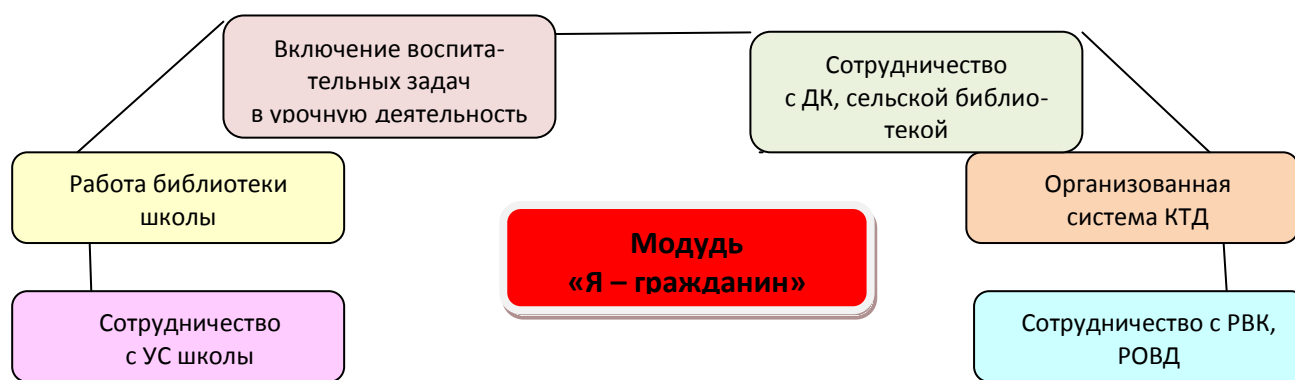 Включение воспита-
тельных задач
в урочную деятельность
Сотрудничество
с ДК, сельской библио-
текой
Работа библиотеки
школы
Организованная
система КТД
Модудь
«Я – гражданин»
Сотрудничество
с УС школы
Сотрудничество с РВК,
РОВД